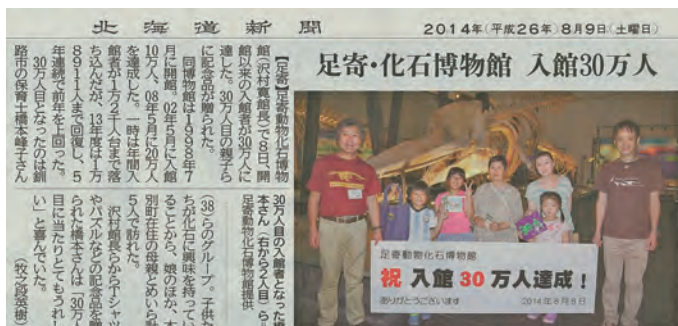 北海道新聞
2014年(平成26年)8月9日(土曜日)
足寄・化石博物館 入館30万人
【足寄】足寄動物化石博物
館(沢村寛館長)で8日、開
館以来の入館者が30万人に
達した。30万人目の親子ら
に記念品が贈られた。
同博物館は1998年7
月に開館。02年5月に入館
10万人、08年5月に20万人
を達成した。一時は年間入
館者が1万2千人台まで落
ち込んだが、13年度は1万
8911人まで回復し、5
年連続で前年を上回った。
30万人目となったのは釧
路市の保育士橋本峰子さん
(38)らのグループ。子供た
ちが化石に興味を持ってい
ることから、娘のほか、本
別町在住の母親とめいら計
5人で訪れた。
沢村館長らからTシャツ
やパズルなどの記念品を贈
られた橋本さんは「30万人
目に当たりとてもうれし
い」と喜んでいた。
(牧之段英樹)
30万人目の入館者となった橋
本さん(右から2人目)ら=
足寄動物化石博物館提供
足寄動物化石博物館
祝 入館30万人達成!
ありがとうございます
2014年8月8日